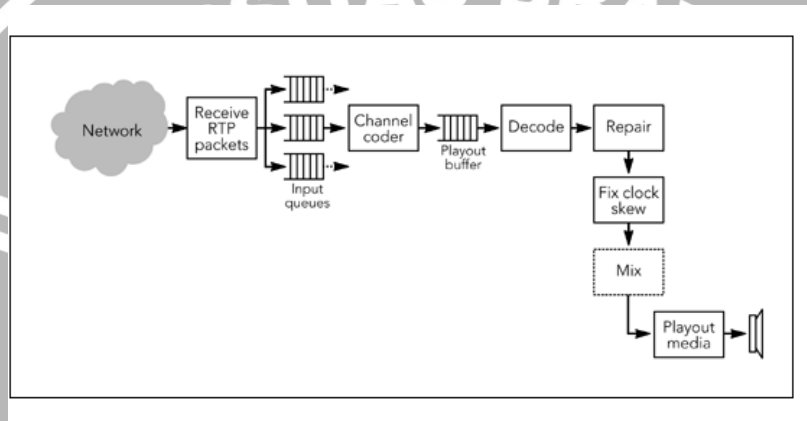 Network
Receive
RTP
packets
Input
queues
Channel
coder
Playout
buffer
Decode
Repair
Fix clock
skew
Mix
Playout
media